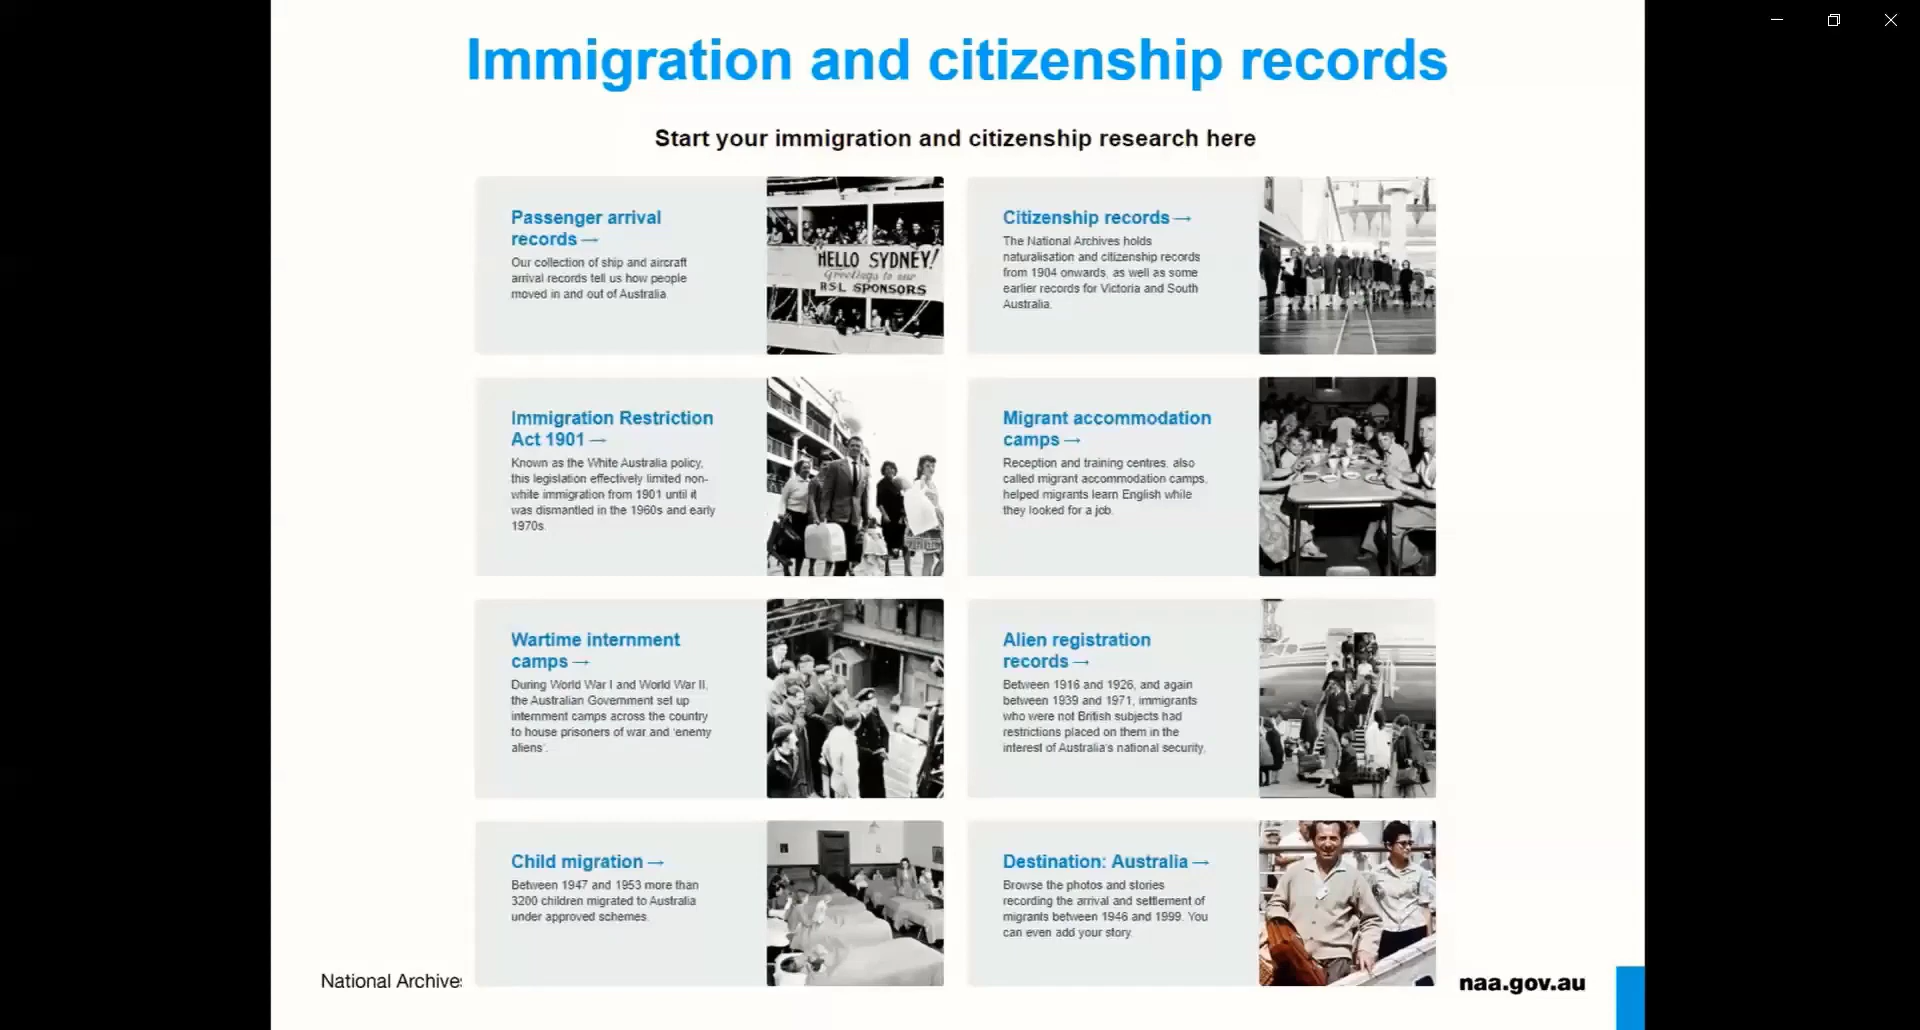 Immigration and citizenship records
Start your immigration and citizenship research here
Passenger arrival
records→
Our collection of ship and aircraft
arrival records tell us how people
moved in and out of Australia.
HELLO SYDNEY!
Greetings to our
RSL SPONSORS
Citizenship records→
The National Archives holds
naturalisation and citizenship records
from 1904 onwards, as well as some
earlier records for Victoria and South
Australia.
Immigration Restriction
Act 1901→
Known as the White Australia policy,
this legislation effectively limited non-
white immigration from 1901 until it
was dismantled in the 1960s and early
1970s.
Migrant accommodation
camps→
Reception and training centres, also
called migrant accommodation camps,
helped migrants learn English while
they looked for a job.
Wartime internment
camps→
During World War I and World War II,
the Australian Government set up
internment camps across the country
to house prisoners of war and 'enemy
aliens'.
Alien registration
records→
Between 1916 and 1926, and again
between 1939 and 1971, immigrants
who were not British subjects had
restrictions placed on them in the
interest of Australia's national security.
Child migration→
Between 1947 and 1953 more than
3200 children migrated to Australia
under approved schemes.
Destination: Australia→
Browse the photos and stories
recording the arrival and settlement of
migrants between 1946 and 1999. You
can even add your story.
National Archives
naa.gov.au